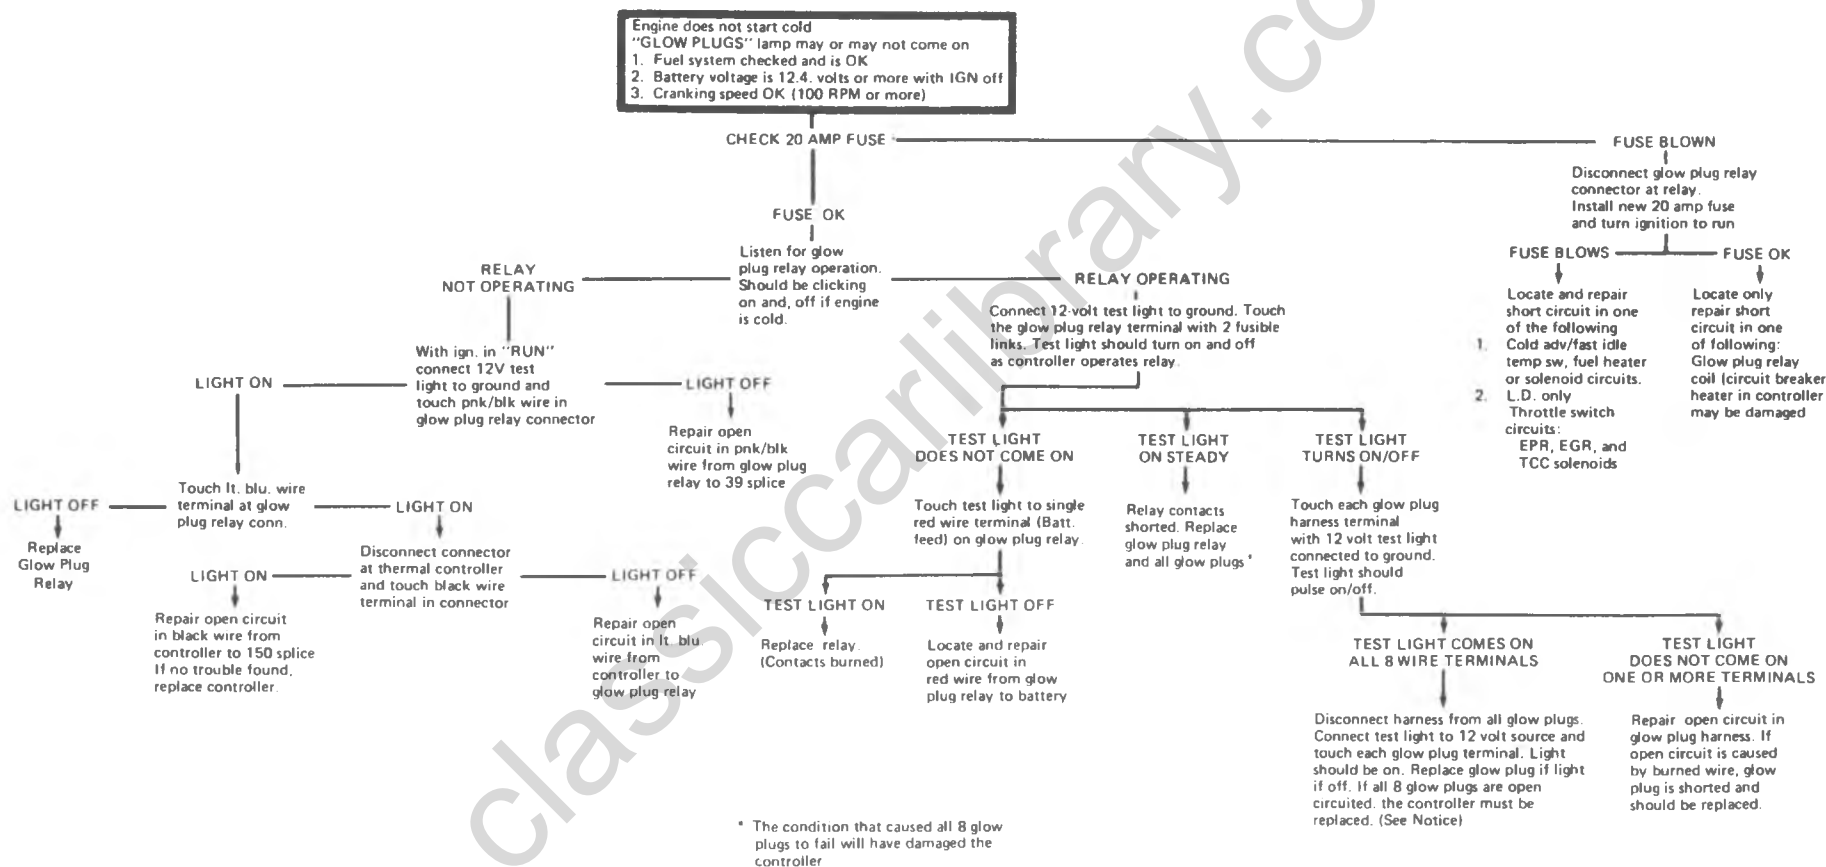 Engine does not start cold
"GLOW PLUGS" lamp may or may not come on
1. Fuel system checked and is OK
2. Battery voltage is 12.4. volts or more with IGN off
3. Cranking speed OK (100 RPM or more)
CHECK 20 AMP FUSE
FUSE BLOWN
Disconnect glow plug relay
connector at relay.
Install new 20 amp fuse
and turn ignition to run
FUSE BLOWS
FUSE OK
Locate and repair
short circuit in one
of the following
1. Cold adv/fast idle
temp sw, fuel heater
or solenoid circuits.
2. L.D. only
Throttle switch
circuits:
EPR, EGR, and
TCC solenoids
Locate only
repair short
circuit in one
of following:
Glow plug relay
coil (circuit breaker
heater in controller
may be damaged
FUSE OK
Listen for glow
plug relay operation.
Should be clicking
on and, off if engine
is cold.
RELAY
NOT OPERATING
With ign. in "RUN"
connect 12V test
light to ground and
touch pnk/blk wire in
glow plug relay connector
LIGHT ON
LIGHT OFF
Repair open
circuit in pnk/blk
wire from glow plug
relay to 39 splice
Touch lt. blu. wire
terminal at glow
plug relay conn.
LIGHT OFF
Replace
Glow Plug
Relay
LIGHT ON
Disconnect connector
at thermal controller
and touch black wire
terminal in connector
LIGHT ON
Repair open circuit
in black wire from
controller to 150 splice
If no trouble found,
replace controller.
LIGHT OFF
Repair open
circuit in lt. blu.
wire from
controller to
glow plug relay
RELAY OPERATING
Connect 12-volt test light to ground. Touch
the glow plug relay terminal with 2 fusible
links. Test light should turn on and off
as controller operates relay.
TEST LIGHT
DOES NOT COME ON
Touch test light to single
red wire terminal (Batt.
feed) on glow plug relay.
TEST LIGHT ON
Replace relay.
(Contacts burned)
TEST LIGHT OFF
Locate and repair
open circuit in
red wire from glow
plug relay to battery
TEST LIGHT
ON STEADY
Relay contacts
shorted. Replace
glow plug relay
and all glow plugs *
TEST LIGHT
TURNS ON/OFF
Touch each glow plug
harness terminal
with 12 volt test light
connected to ground.
Test light should
pulse on/off.
TEST LIGHT COMES ON
ALL 8 WIRE TERMINALS
Disconnect harness from all glow plugs.
Connect test light to 12 volt source and
touch each glow plug terminal. Light
should be on. Replace glow plug if light
if off. If all 8 glow plugs are open
circuited. the controller must be
replaced. (See Notice)
TEST LIGHT
DOES NOT COME ON
ONE OR MORE TERMINALS
Repair open circuit in
glow plug harness. If
open circuit is caused
by burned wire, glow
plug is shorted and
should be replaced.
* The condition that caused all 8 glow
plugs to fail will have damaged the
controller
classiccarlibrary.co